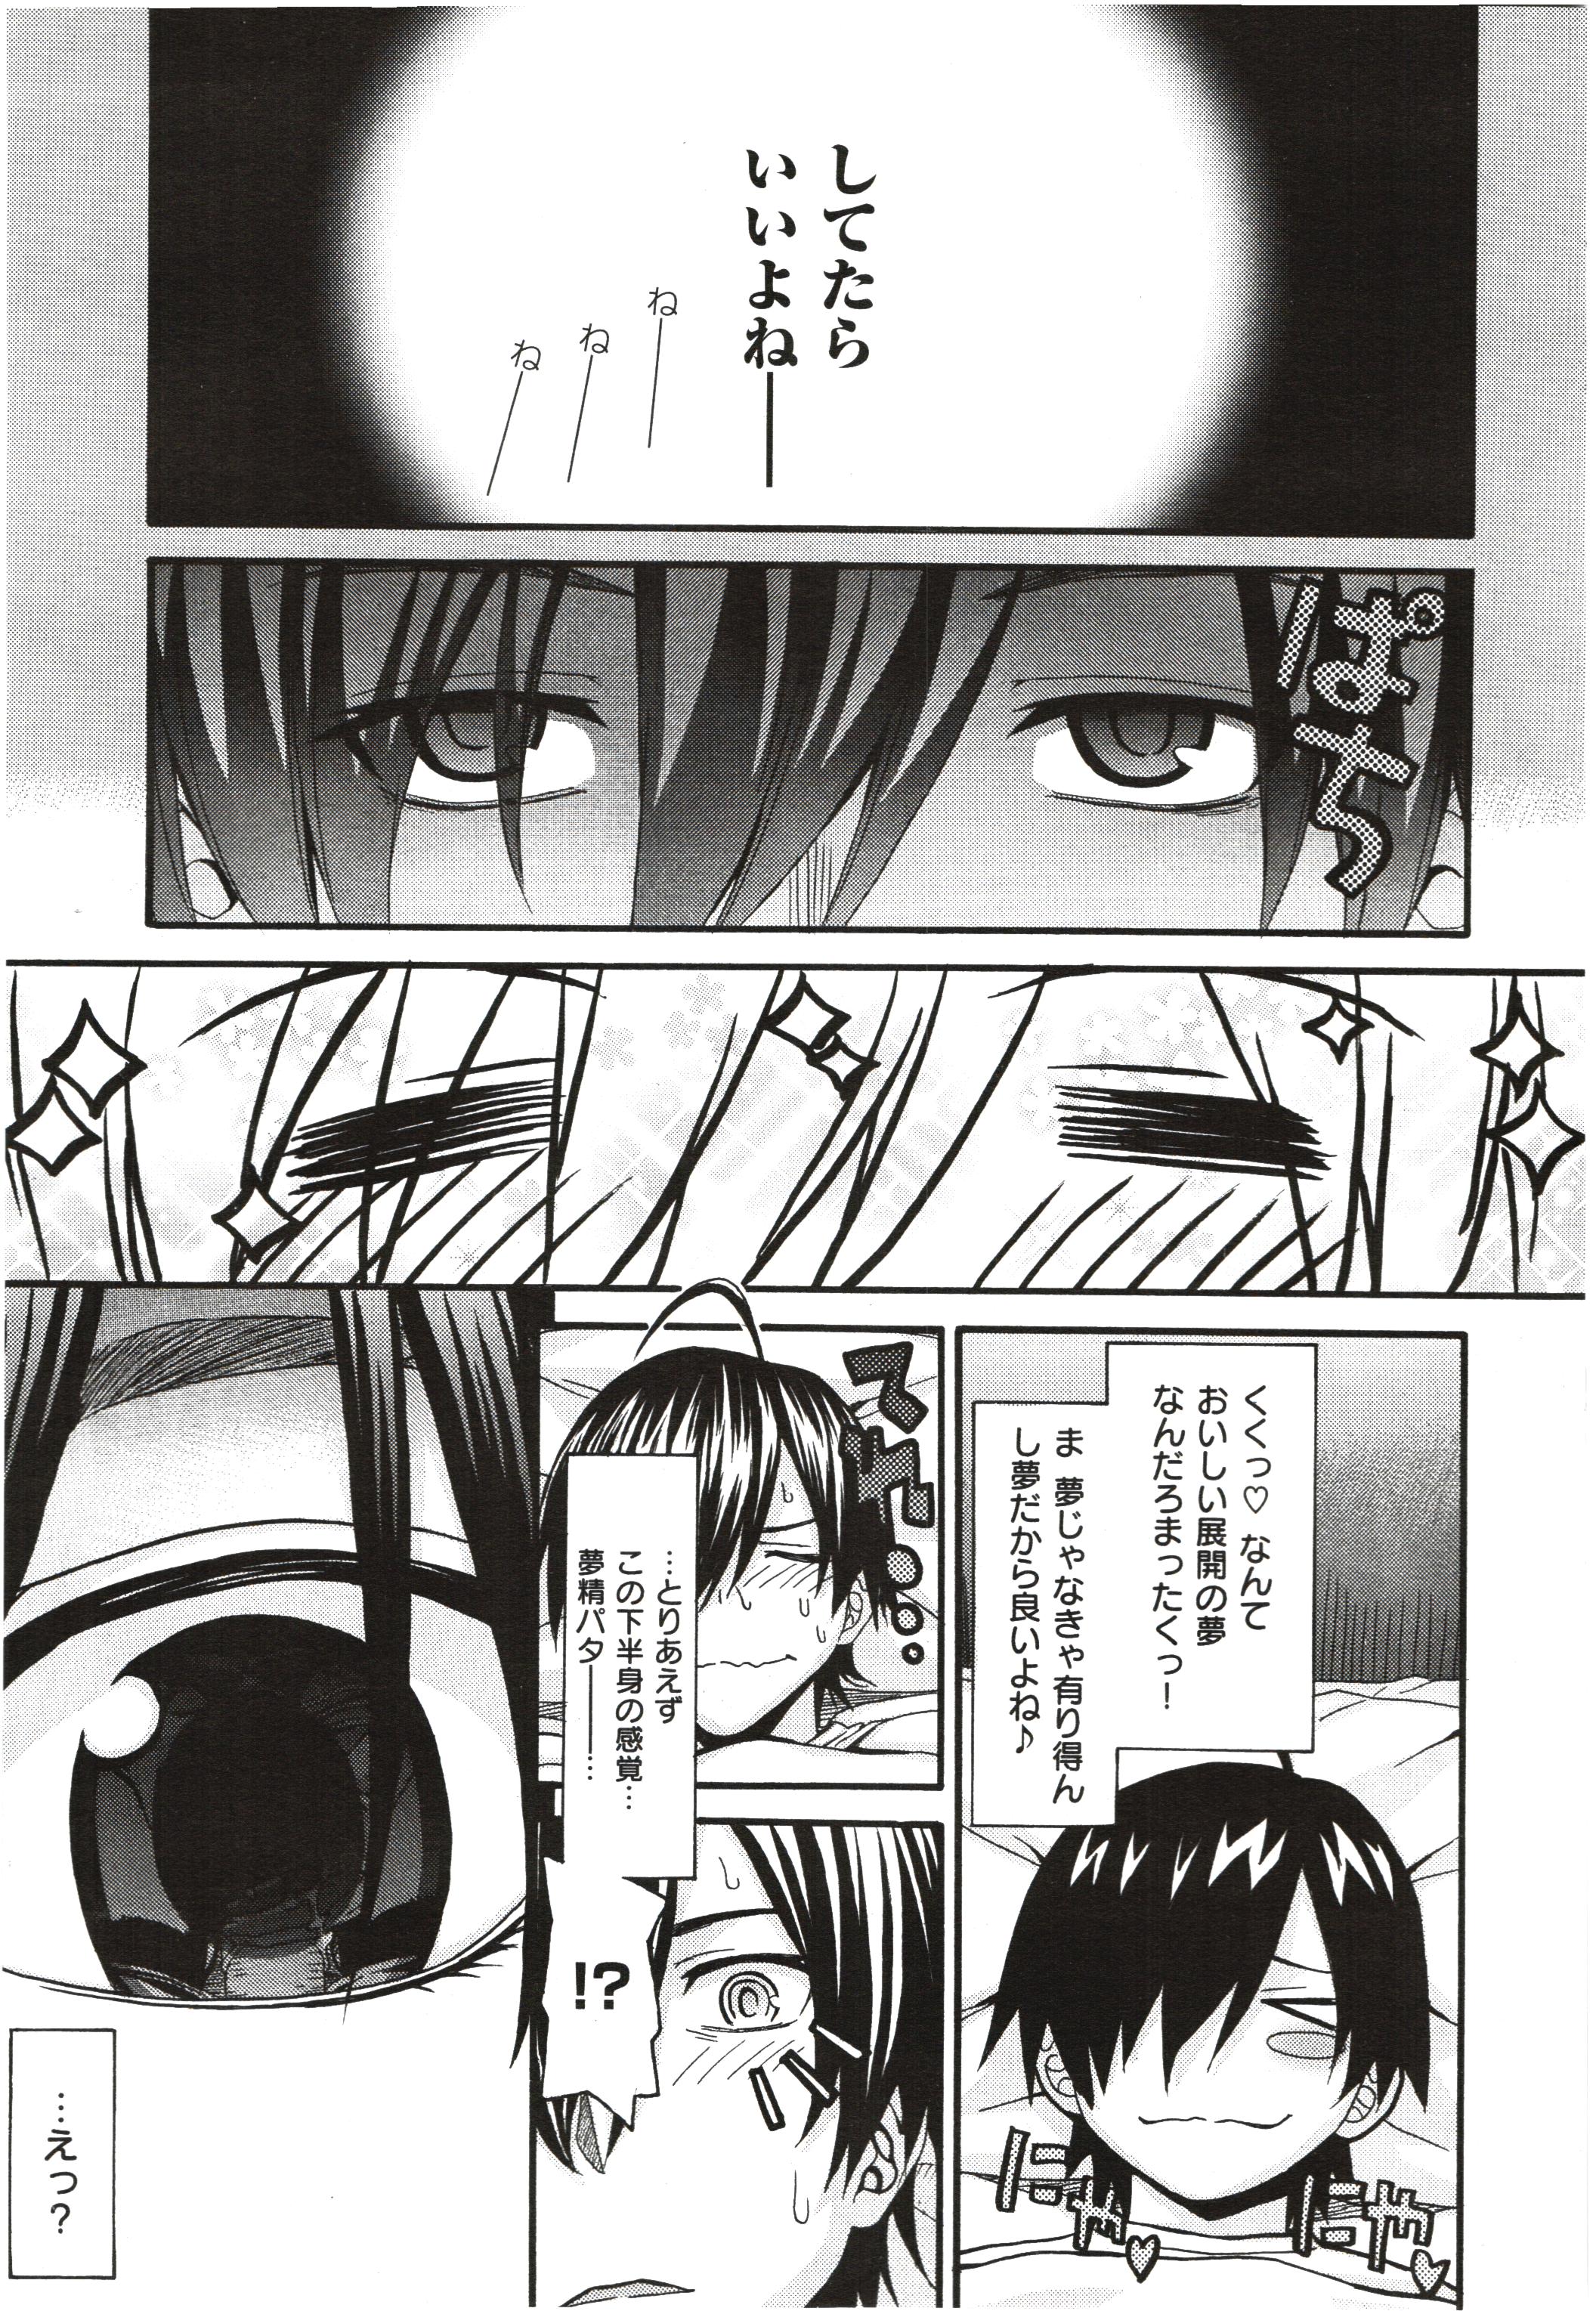 してたら
いいよね――
ね―
ね―
ね―
ぱちっ
くくっ♡ なんて
おいしい展開の夢
なんだろまったくっ！
ま 夢じゃなきゃ有り得ん
し夢だから良いよね♪
にゃ♡
にや♡
…とりあえず
この下半身の感覚…
夢精パタ――…
!?
…えっ？